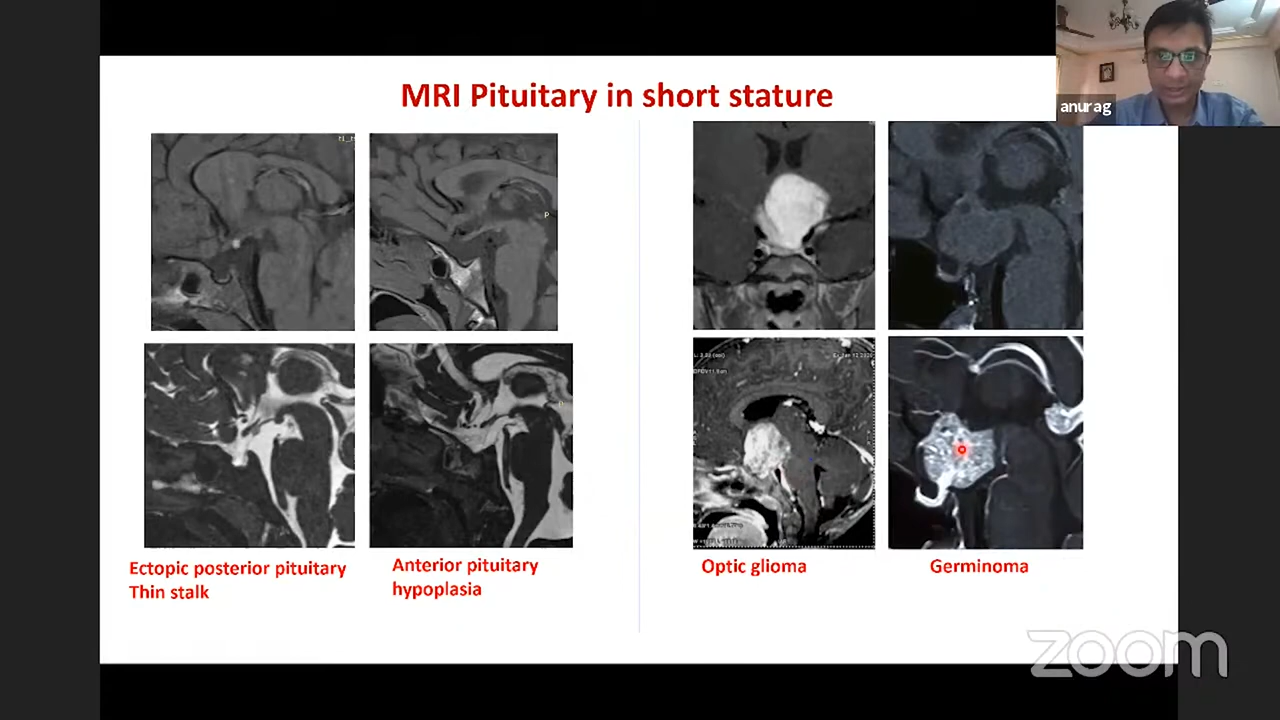 MRI Pituitary in short stature
anurag
P
Ectopic posterior pituitary
Thin stalk
Anterior pituitary
hypoplasia
Optic glioma
Germinoma
zoom